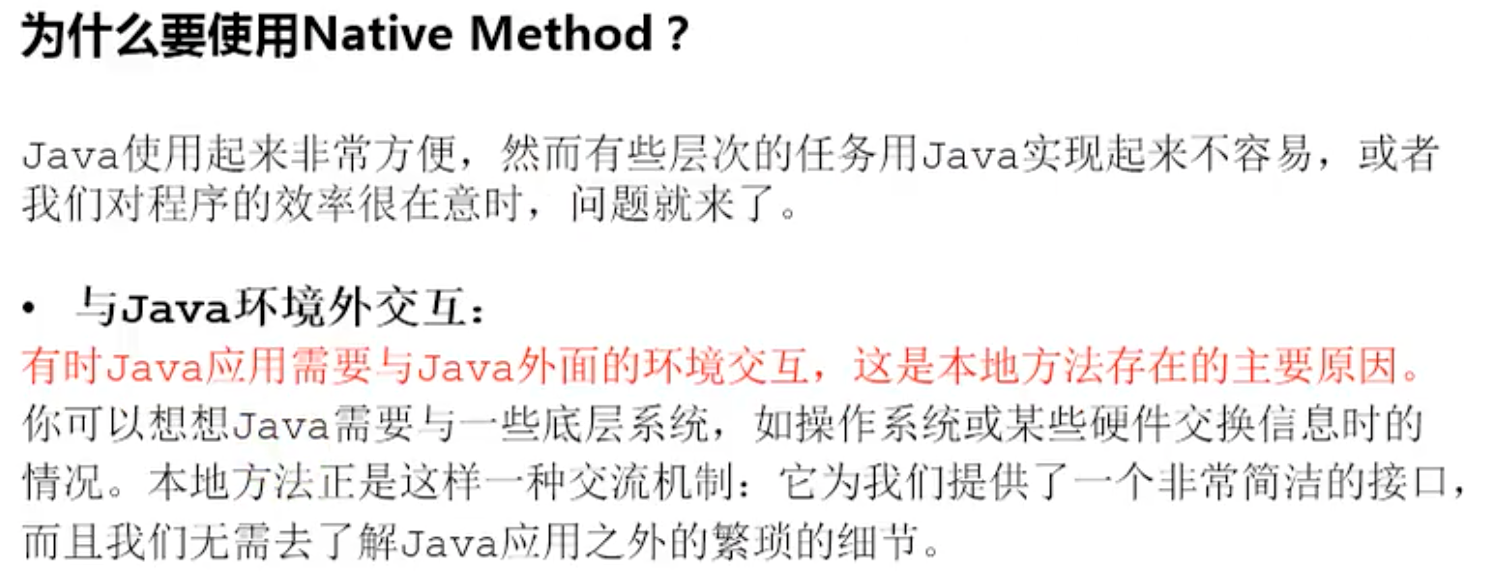 为什么要使用Native Method？
Java使用起来非常方便，然而有些层次的任务用Java实现起来不容易，或者
我们对程序的效率很在意时，问题就来了。
• 与Java环境外交互：
有时Java应用需要与Java外面的环境交互，这是本地方法存在的主要原因。
你可以想想Java需要与一些底层系统，如操作系统或某些硬件交换信息时的
情况。本地方法正是这样一种交流机制：它为我们提供了一个非常简洁的接口，
而且我们无需去了解Java应用之外的繁琐的细节。